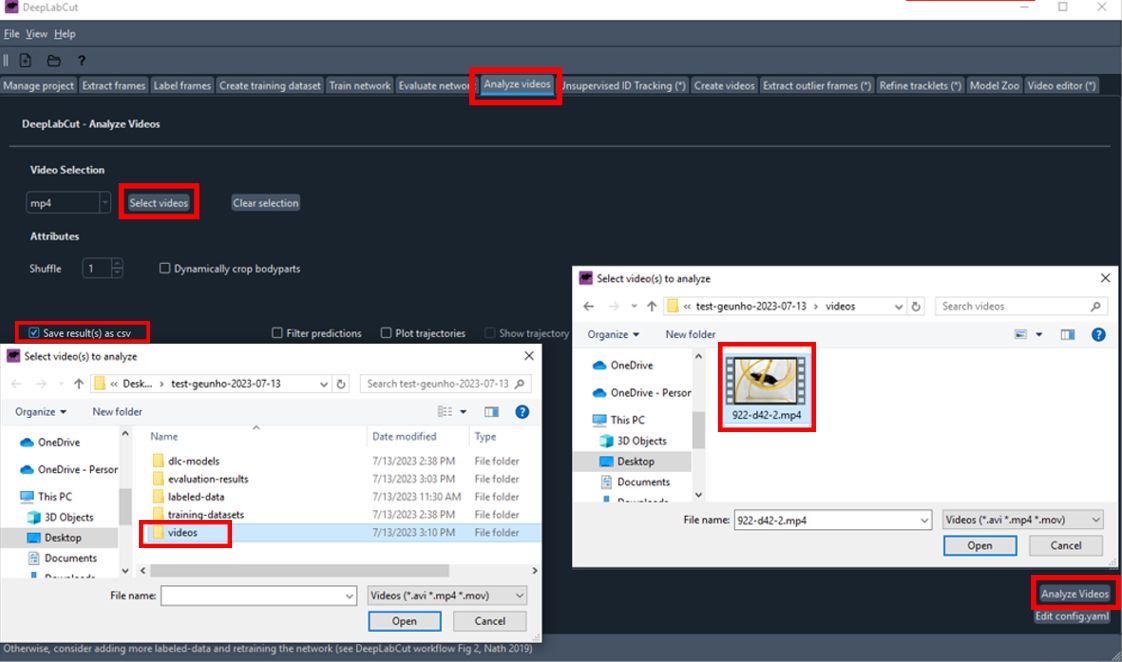 DeepLabCut
File View Help
?
Manage project Extract frames Label frames Create training dataset Train network Evaluate network Analyze videos Unsupervised ID Tracking (*) Create videos Extract outlier frames (*) Refine tracklets (*) Model Zoo Video editor (*)
DeepLabCut - Analyze Videos
Video Selection
mp4 Select videos Clear selection
Attributes
Shuffle 1 Dynamically crop bodyparts
Save result(s) as csv Filter predictions Plot trajectories Show trajectory
Select video(s) to analyze
« Desk... › test-geunho-2023-07-13 Search test-geunho-2023-07-13
Organize New folder ?
OneDrive
OneDrive - Person
This PC
3D Objects
Desktop
Documents
Downloads
Name Date modified Type
dlc-models 7/13/2023 2:38 PM File folder
evaluation-results 7/13/2023 3:03 PM File folder
labeled-data 7/13/2023 11:30 AM File folder
training-datasets 7/13/2023 2:38 PM File folder
videos 7/13/2023 3:10 PM File folder
File name: Videos (*.avi *.mp4 *.mov)
Open Cancel
Select video(s) to analyze
« test-geunho-2023-07-13 › videos Search videos
Organize New folder ?
OneDrive
OneDrive - Person
This PC
3D Objects
Desktop
Documents
Downloads
922-d42-2.mp4
File name: 922-d42-2.mp4 Videos (*.avi *.mp4 *.mov)
Open Cancel
Analyze Videos
Edit config.yaml
Otherwise, consider adding more labeled-data and retraining the network (see DeepLabCut workflow Fig 2, Nath 2019)